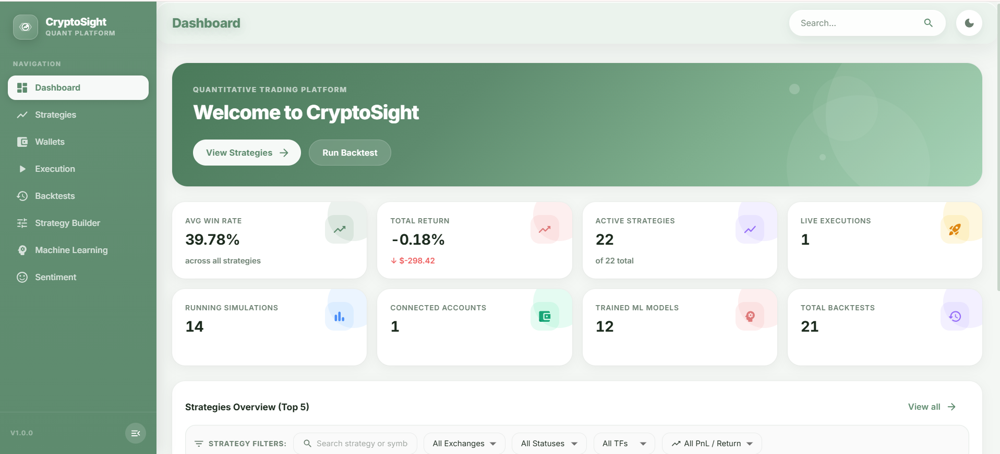 CryptoSight
QUANT PLATFORM
NAVIGATION
Dashboard
Strategies
Wallets
Execution
Backtests
Strategy Builder
Machine Learning
Sentiment
V1.0.0
Dashboard
Search...
QUANTITATIVE TRADING PLATFORM
Welcome to CryptoSight
View Strategies
Run Backtest
AVG WIN RATE
39.78%
across all strategies
TOTAL RETURN
-0.18%
↓ $-298.42
ACTIVE STRATEGIES
22
of 22 total
LIVE EXECUTIONS
1
RUNNING SIMULATIONS
14
CONNECTED ACCOUNTS
1
TRAINED ML MODELS
12
TOTAL BACKTESTS
21
Strategies Overview (Top 5)
View all →
STRATEGY FILTERS:
Search strategy or symb
All Exchanges
All Statuses
All TFs
All PnL / Return